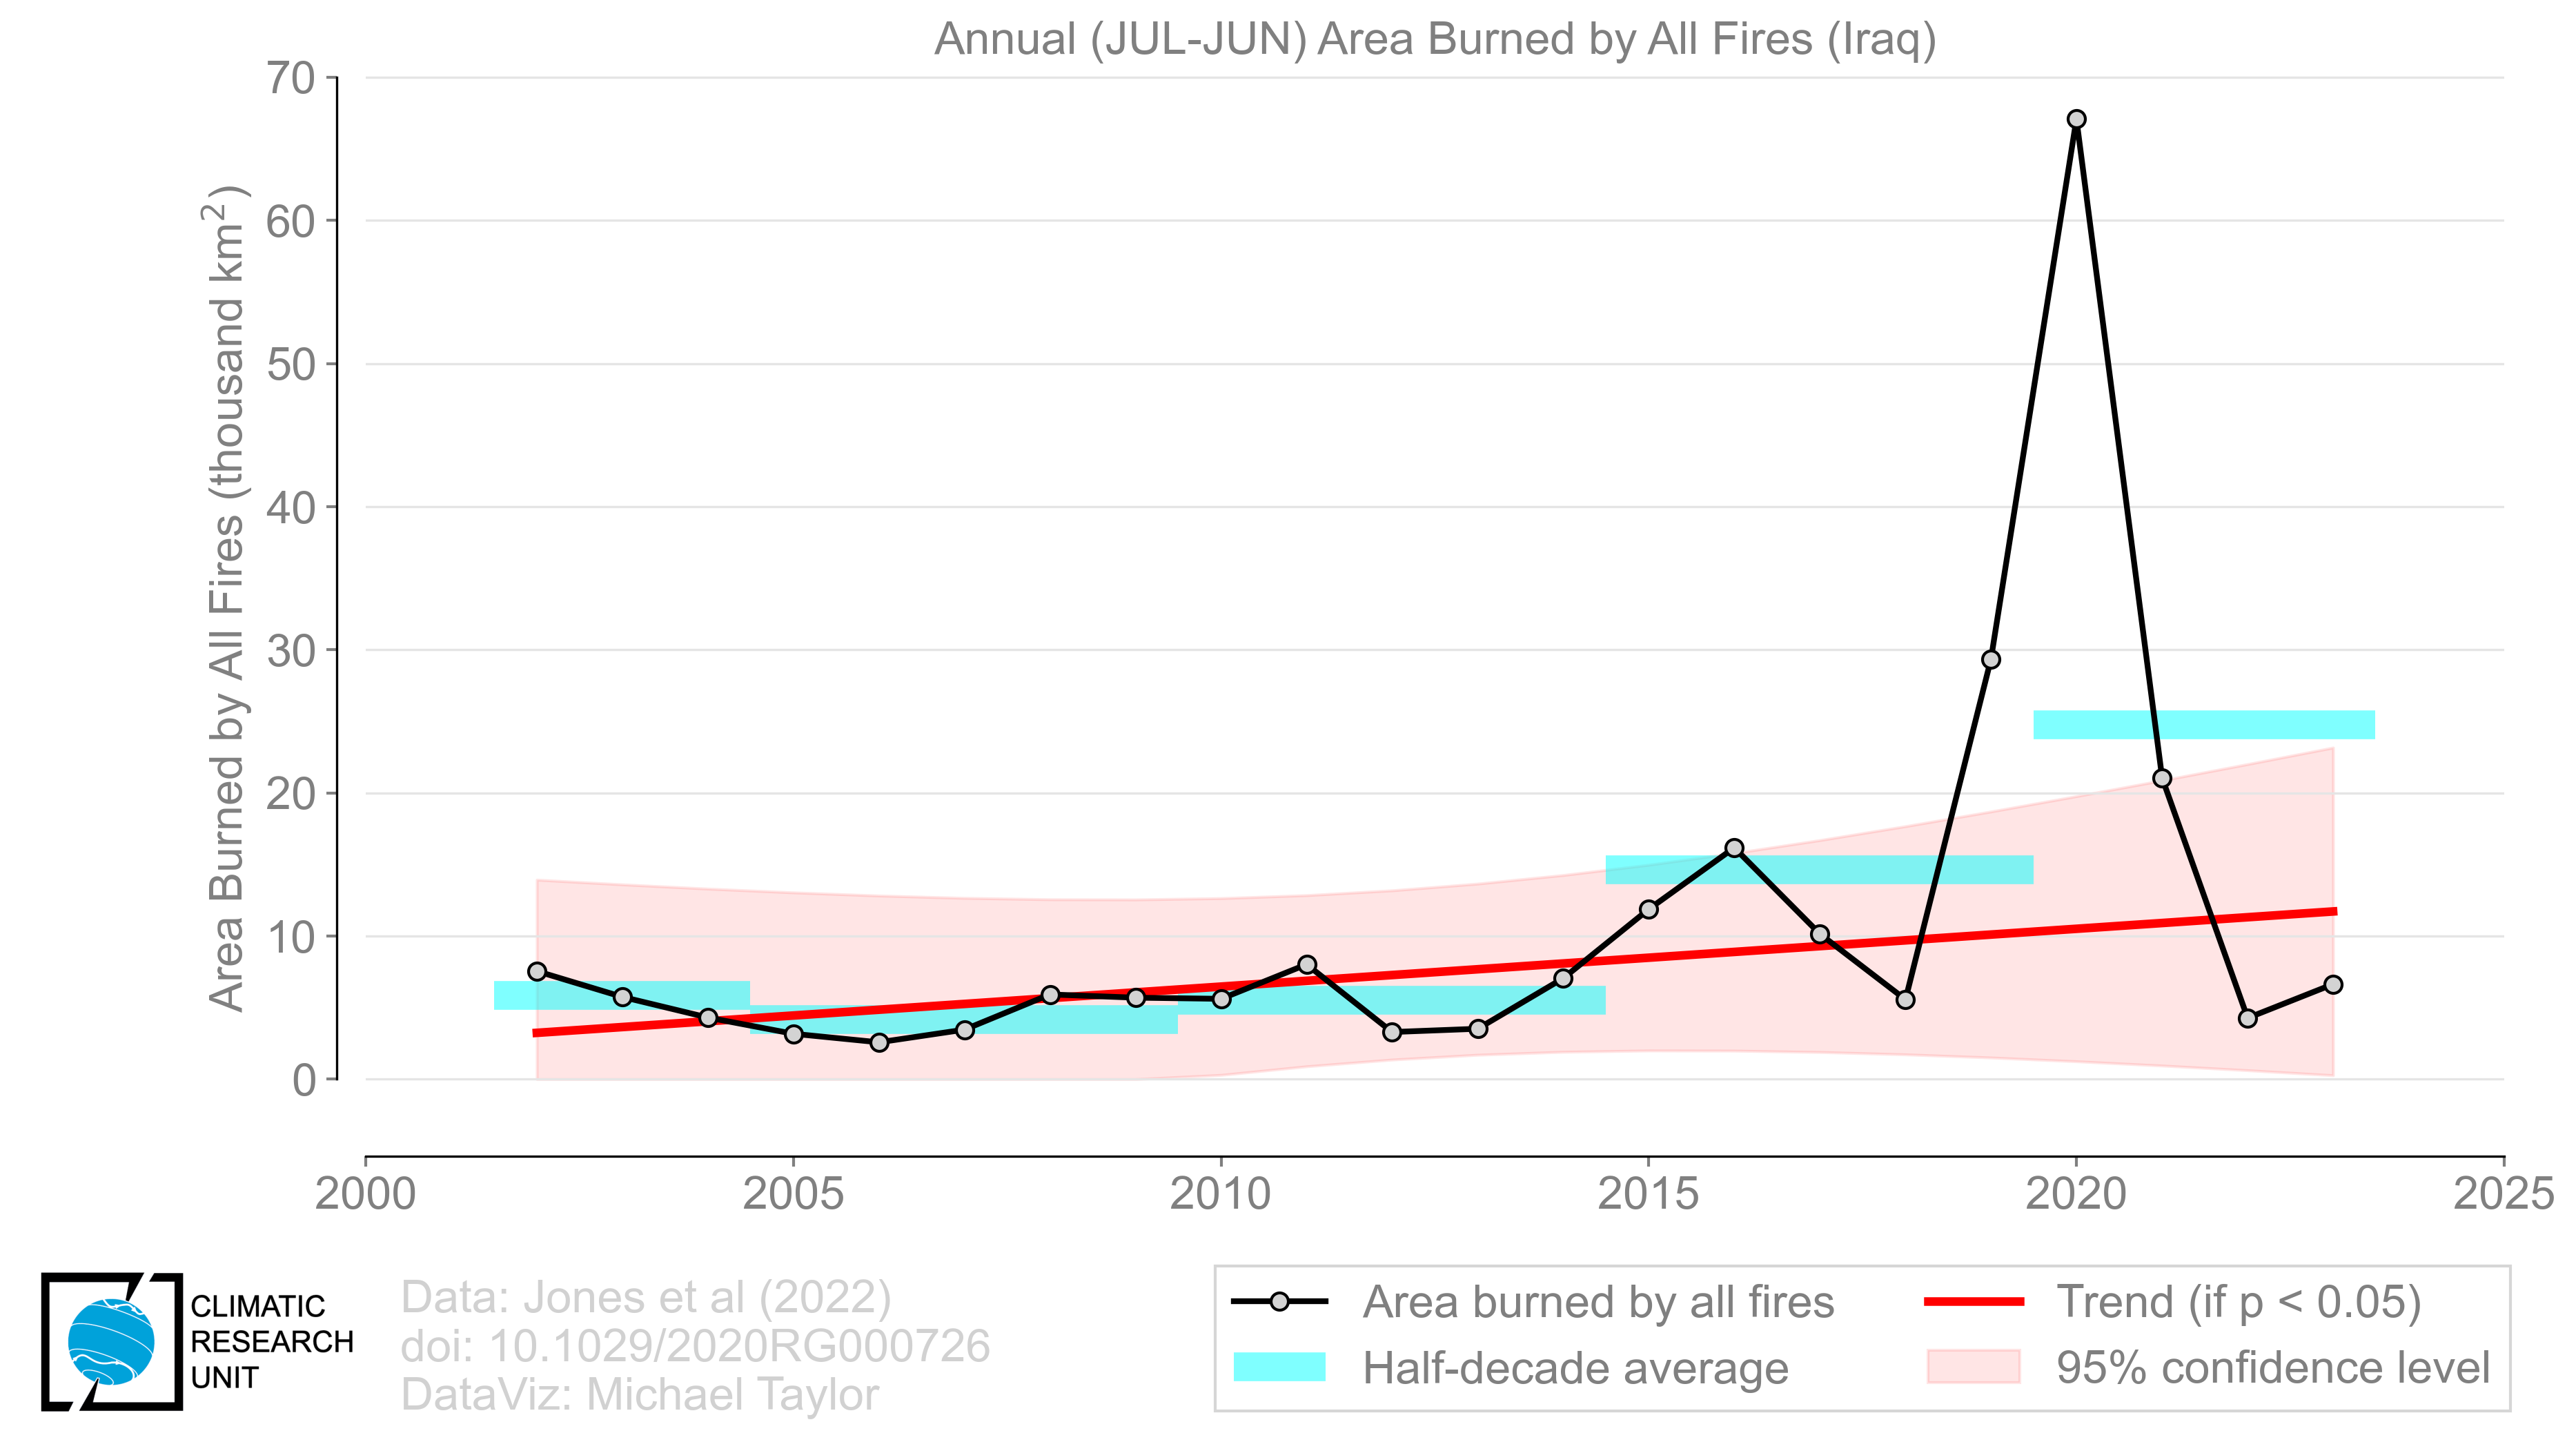 Annual (JUL-JUN) Area Burned by All Fires (Iraq)
Area Burned by All Fires (thousand km²)
70
60
50
40
30
20
10
0
2000 2005 2010 2015 2020 2025
CLIMATIC
RESEARCH
UNIT
Data: Jones et al (2022)
doi: 10.1029/2020RG000726
DataViz: Michael Taylor
Area burned by all fires
Half-decade average
Trend (if p < 0.05)
95% confidence level